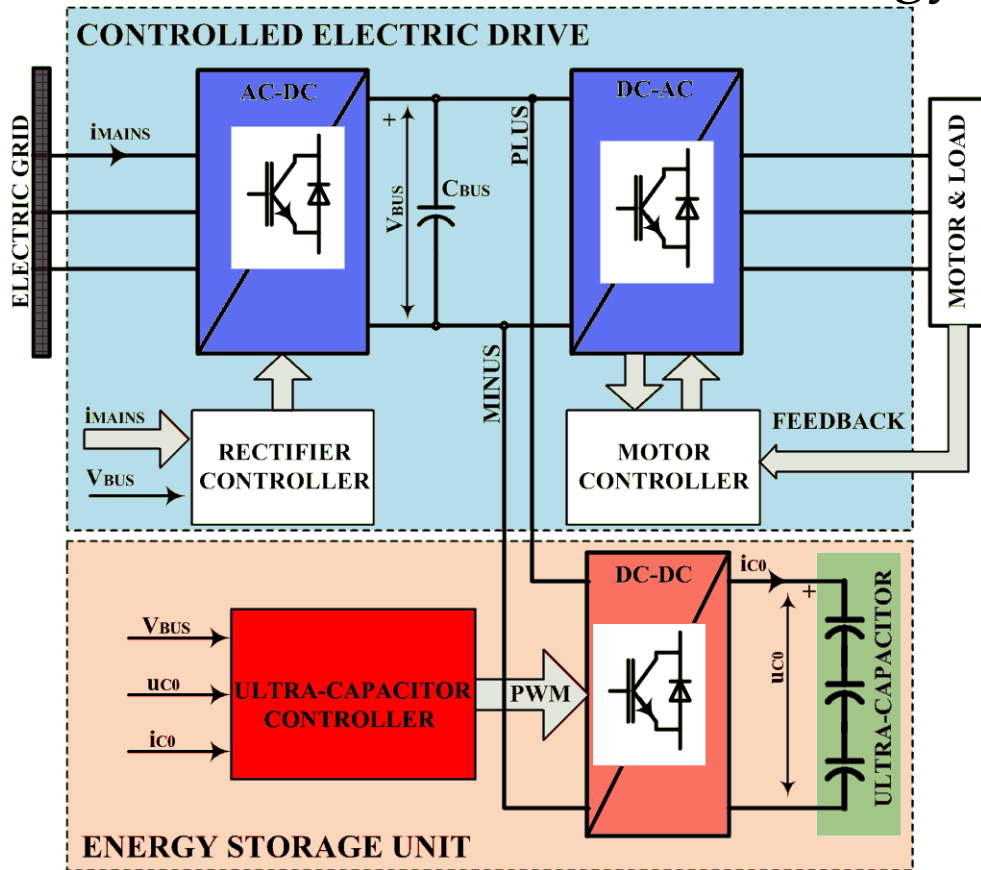 gy
CONTROLLED ELECTRIC DRIVE
ELECTRIC GRID
iMAINS
AC-DC
+
VBUS
CBUS
PLUS
DC-AC
MOTOR & LOAD
MINUS
iMAINS
VBUS
RECTIFIER
CONTROLLER
MOTOR
CONTROLLER
FEEDBACK
VBUS
uC0
iC0
ULTRA-CAPACITOR
CONTROLLER
PWM
DC-DC
iC0
+
uC0
ULTRA-CAPACITOR
ENERGY STORAGE UNIT